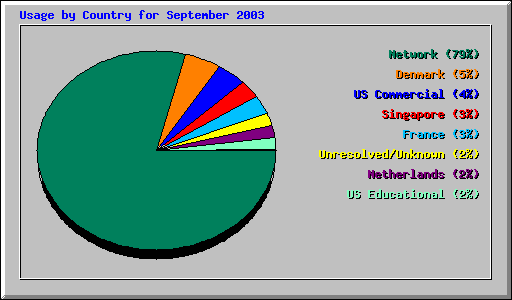 Usage by Country for September 2003
Network (79%)
Denmark (5%)
US Commercial (4%)
Singapore (3%)
France (3%)
Unresolved/Unknown (2%)
Netherlands (2%)
US Educational (2%)